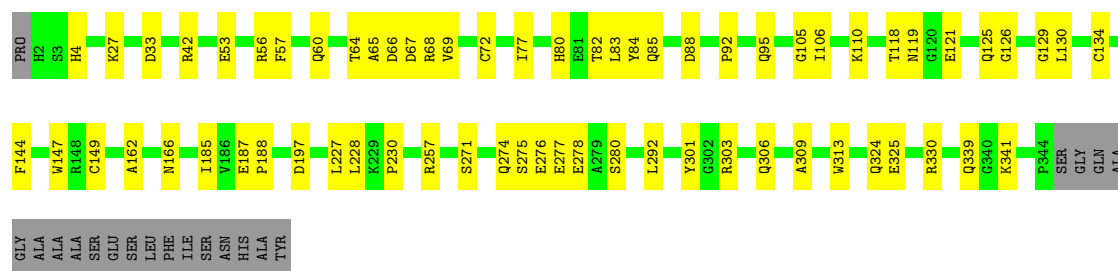 PRO H2 S3 H4 K27 D33 R42 E53 R56 F57 Q60 T64 A65 D66 D67 R68 V69 C72 I77 H80 E81 T82 L83 Y84 Q85 D88 P92 Q95 G105 I106 K110 T118 N119 G120 E121 Q125 G126 G129 L130 C134
F144 W147 R148 C149 A162 N166 I185 V186 E187 P188 D197 L227 L228 K229 P230 R257 S271 Q274 S275 E276 E277 E278 A279 S280 L292 Y301 G302 R303 Q306 A309 W313 Q324 E325 R330 Q339 G340 K341 P344 SER GLY GLN ALA
GLY ALA ALA ALA SER GLU SER LEU PHE ILE SER ASN HIS ALA TYR